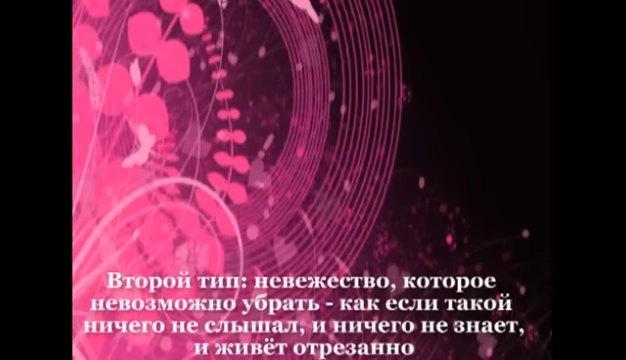 Второй тип: невежество, которое
невозможно убрать - как если такой
ничего не слышал, и ничего не знает,
и живёт отрезанно